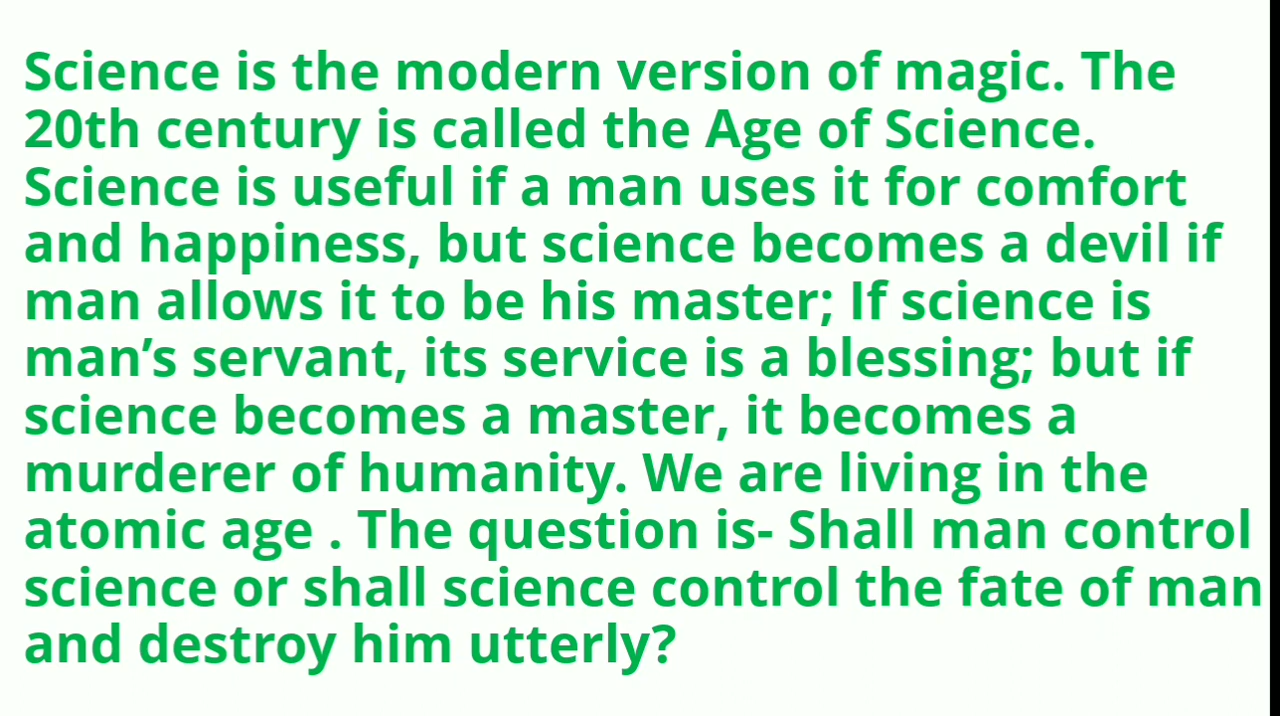 Science is the modern version of magic. The
20th century is called the Age of Science.
Science is useful if a man uses it for comfort
and happiness, but science becomes a devil if
man allows it to be his master; If science is
man’s servant, its service is a blessing; but if
science becomes a master, it becomes a
murderer of humanity. We are living in the
atomic age . The question is- Shall man control
science or shall science control the fate of man
and destroy him utterly?